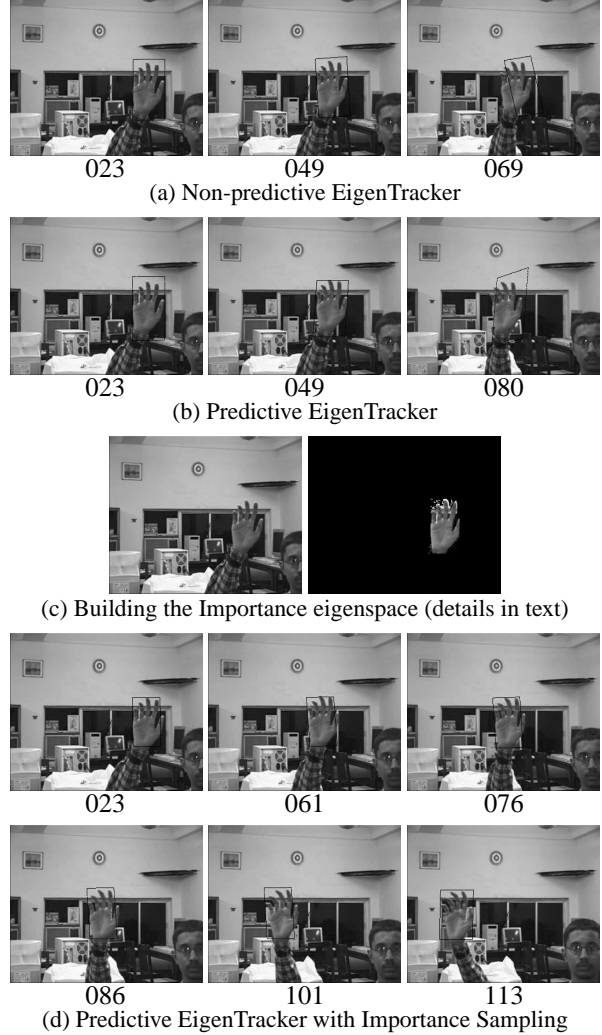 023 049 069
(a) Non-predictive EigenTracker
023 049 080
(b) Predictive EigenTracker
(c) Building the Importance eigenspace (details in text)
023 061 076
086 101 113
(d) Predictive EigenTracker with Importance Sampling